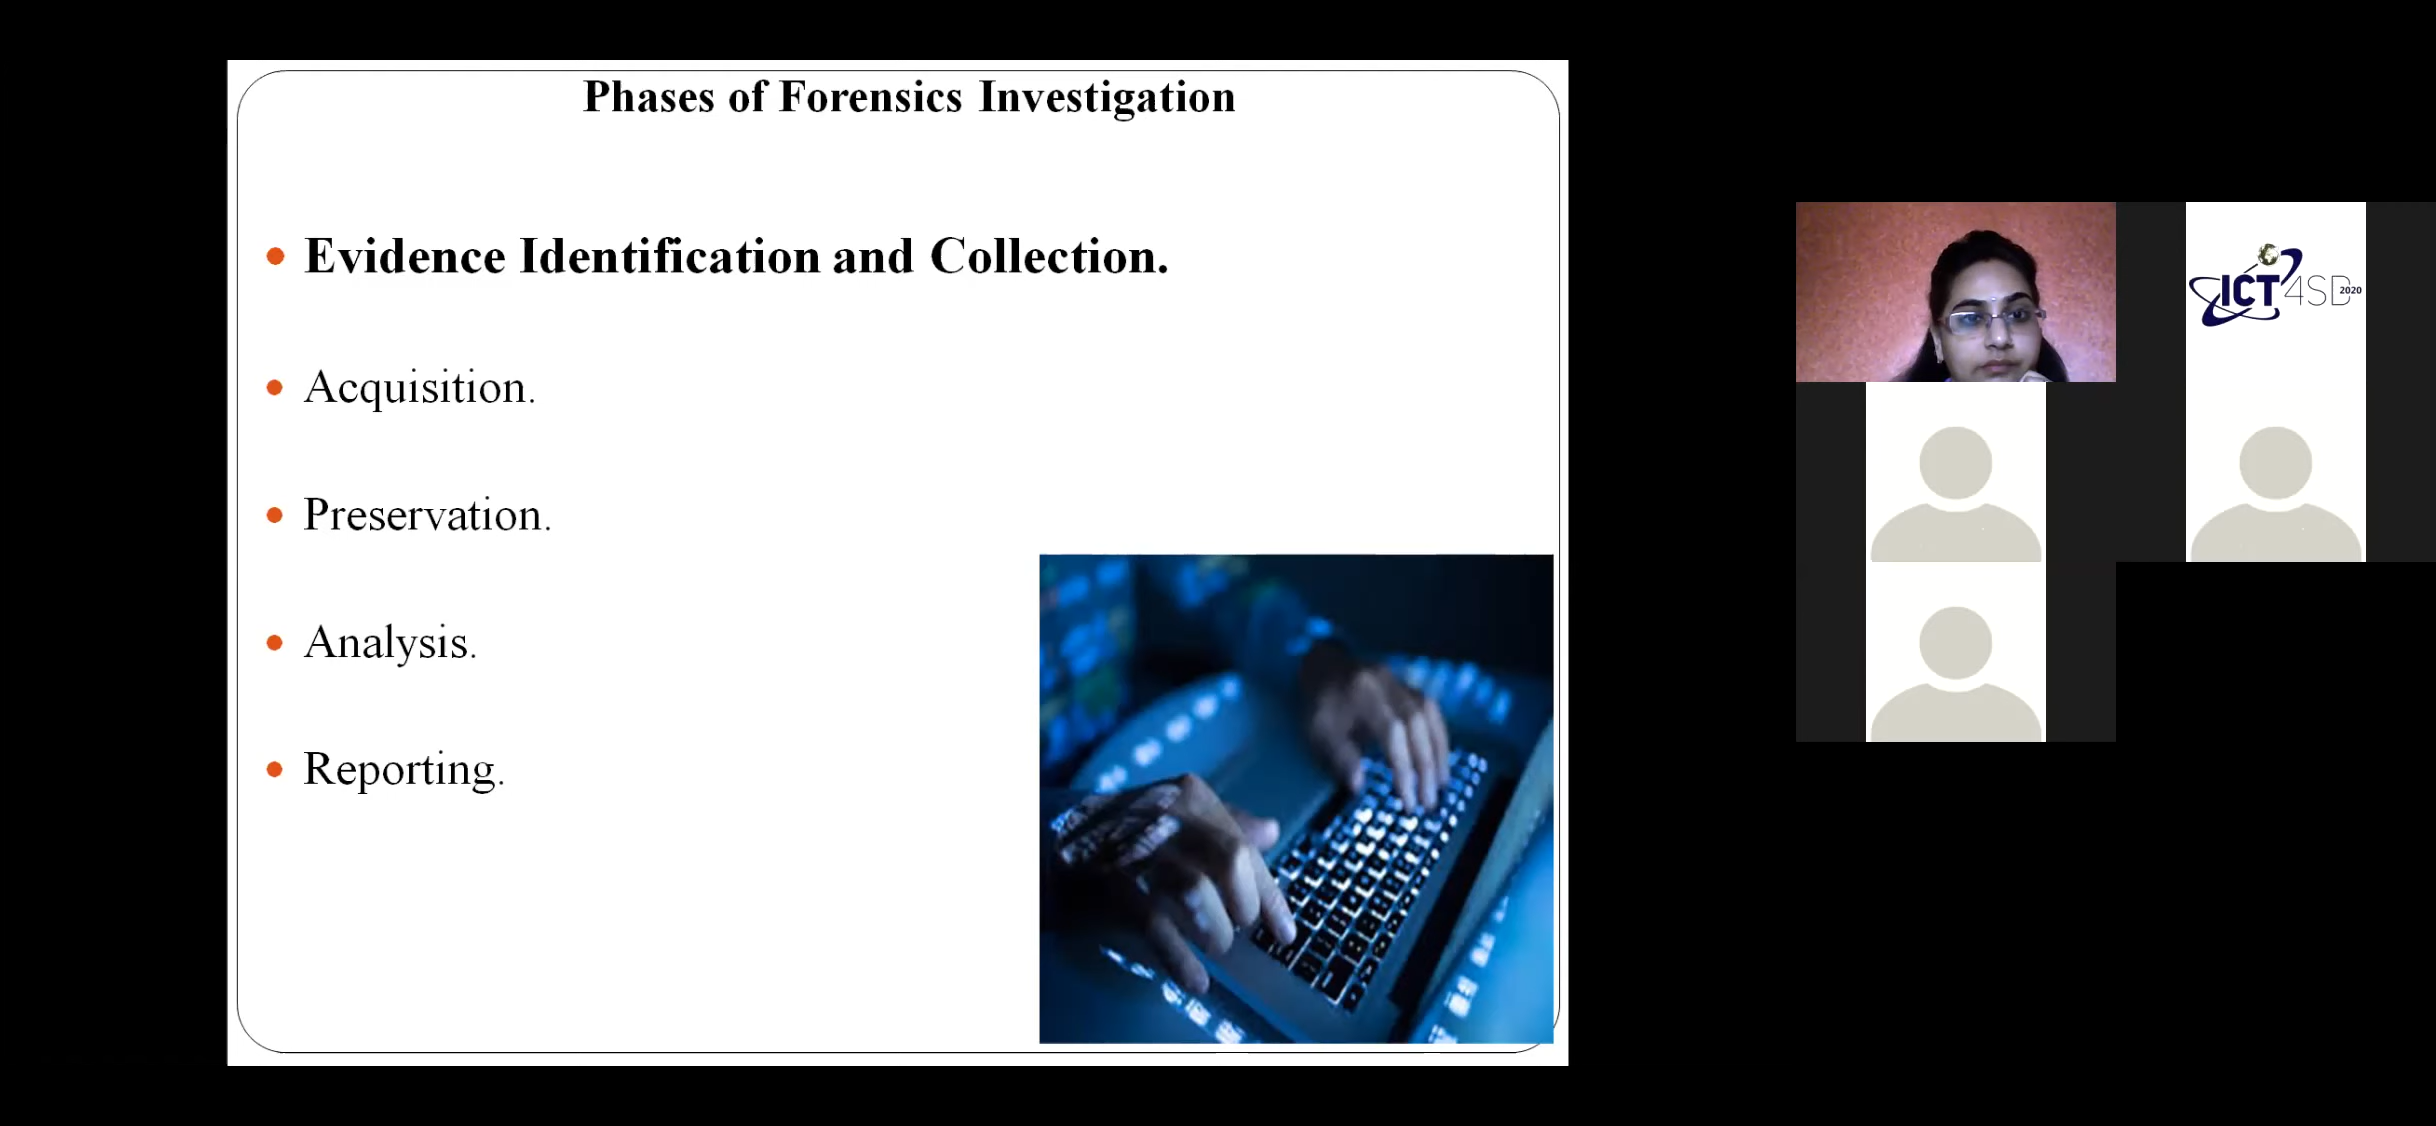 Phases of Forensics Investigation
Evidence Identification and Collection.
Acquisition.
Preservation.
Analysis.
Reporting.
ICT4SD 2020